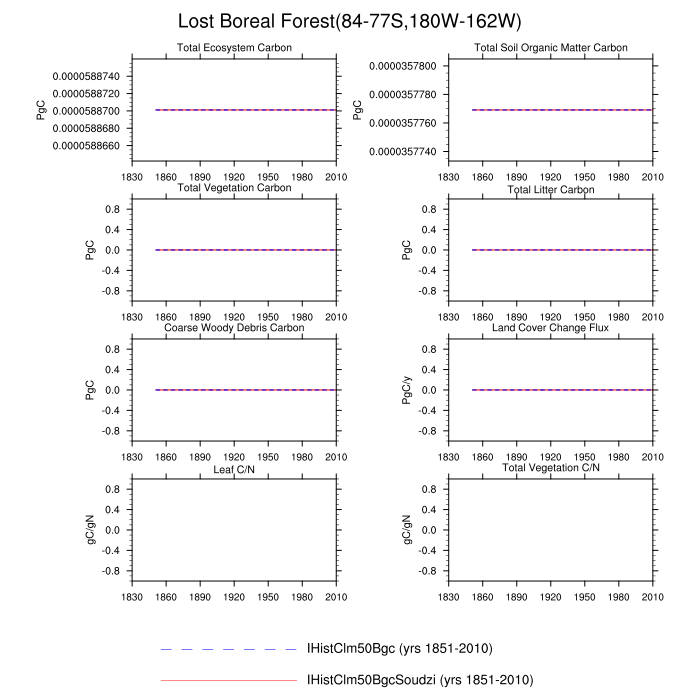 Lost Boreal Forest(84-77S,180W-162W)
Total Ecosystem Carbon
PgC
0.0000588740
0.0000588720
0.0000588700
0.0000588680
0.0000588660
1830 1860 1890 1920 1950 1980 2010
Total Soil Organic Matter Carbon
PgC
0.0000357800
0.0000357780
0.0000357760
0.0000357740
1830 1860 1890 1920 1950 1980 2010
Total Vegetation Carbon
PgC
0.8
0.4
0.0
-0.4
-0.8
1830 1860 1890 1920 1950 1980 2010
Total Litter Carbon
PgC
0.8
0.4
0.0
-0.4
-0.8
1830 1860 1890 1920 1950 1980 2010
Coarse Woody Debris Carbon
PgC
0.8
0.4
0.0
-0.4
-0.8
1830 1860 1890 1920 1950 1980 2010
Land Cover Change Flux
PgC/y
0.8
0.4
0.0
-0.4
-0.8
1830 1860 1890 1920 1950 1980 2010
Leaf C/N
gC/gN
0.8
0.4
0.0
-0.4
-0.8
1830 1860 1890 1920 1950 1980 2010
Total Vegetation C/N
gC/gN
0.8
0.4
0.0
-0.4
-0.8
1830 1860 1890 1920 1950 1980 2010
IHistClm50Bgc (yrs 1851-2010)
IHistClm50BgcSoudzi (yrs 1851-2010)